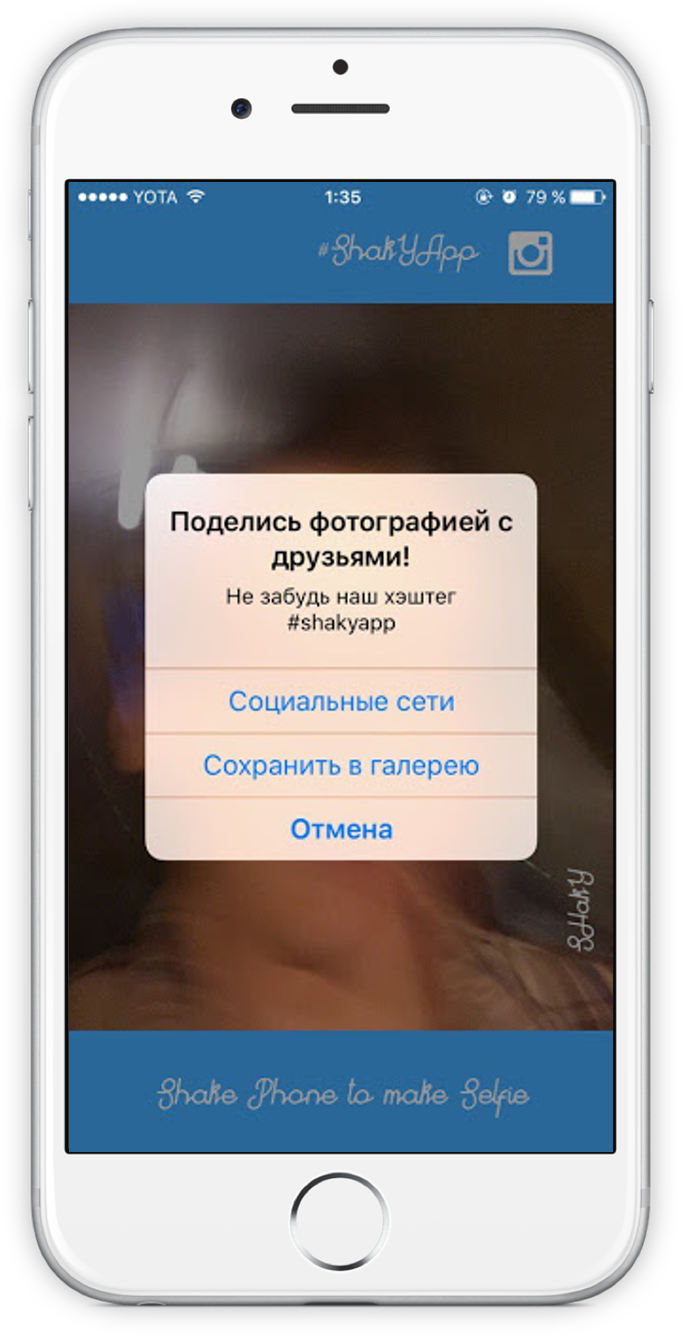 YOTA 1:35 79 %
#ShakYApp
Поделись фотографией с
друзьями!
Не забудь наш хэштег
#shakyapp
Социальные сети
Сохранить в галерею
Отмена
SHakY
Shake Phone to make Selfie